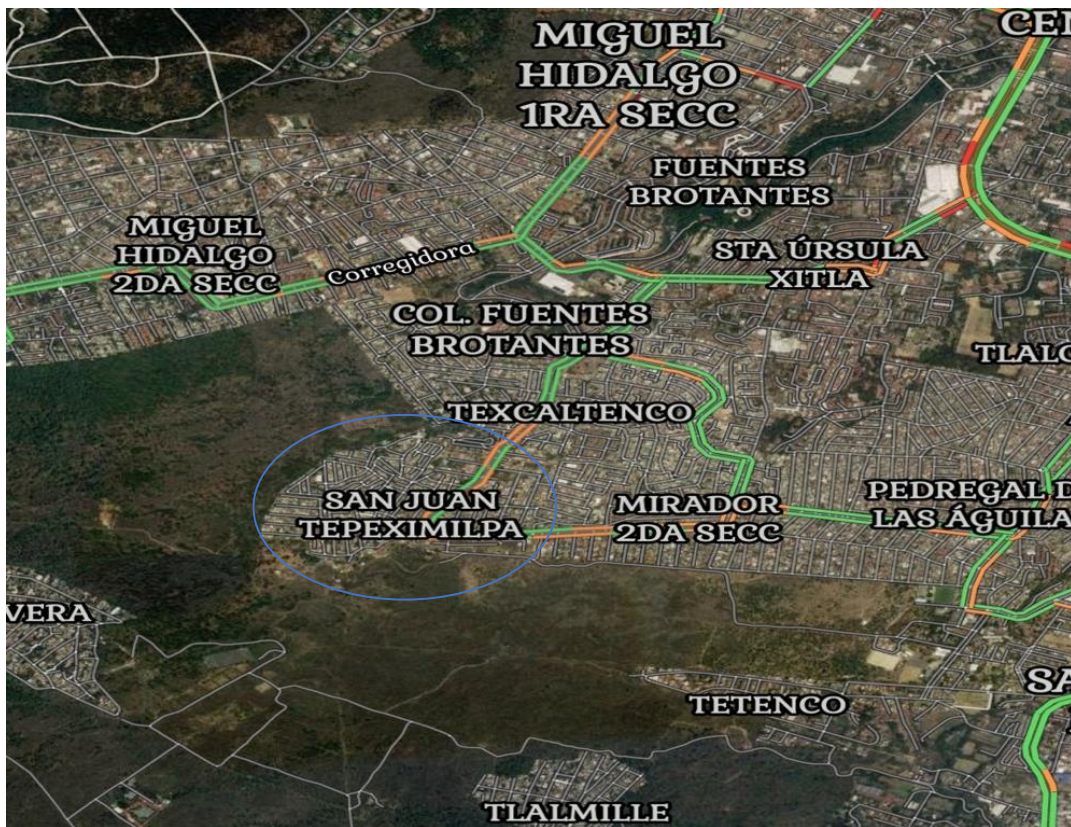 MIGUEL
HIDALGO
1RA SECC
CEN
FUENTES
BROTANTES
MIGUEL
HIDALGO
2DA SECC
Corregidora
STA ÚRSULA
XITLA
COL. FUENTES
BROTANTES
TLALC
TEXCALTENCO
SAN JUAN
TEPEXIMILPA
MIRADOR
2DA SECC
PEDREGAL D
LAS ÁGUILA
VERA
TETENCO
SA
TLALMILLE